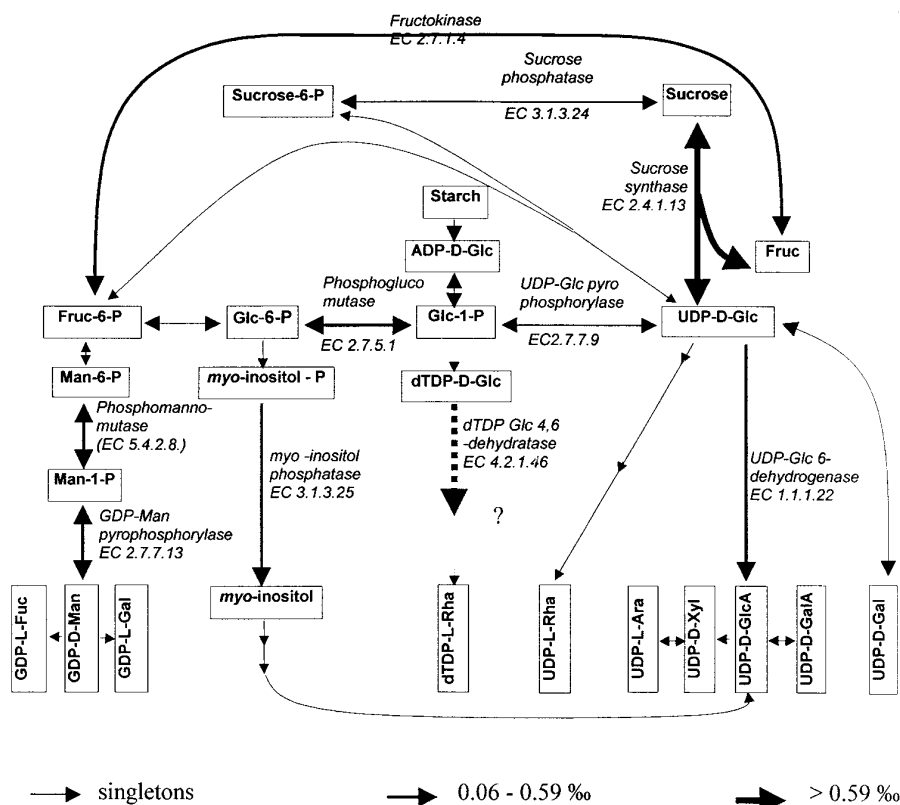 Fructokinase
EC 2.7.1.4
Sucrose
phosphatase
Sucrose-6-P
Sucrose
EC 3.1.3.24
Sucrose
synthase
EC 2.4.1.13
Starch
ADP-D-Glc
Fruc
Phosphogluco
mutase
UDP-Glc pyro
phosphorylase
Fruc-6-P
Glc-6-P
Glc-1-P
UDP-D-Glc
EC 2.7.5.1
EC2.7.7.9
Man-6-P
myo-inositol - P
dTDP-D-Glc
Phosphomanno-
mutase
(EC 5.4.2.8.)
dTDP Glc 4,6
-dehydratase
EC 4.2.1.46
myo -inositol
phosphatase
EC 3.1.3.25
UDP-Glc 6-
dehydrogenase
EC 1.1.1.22
Man-1-P
?
GDP-Man
pyrophosphorylase
EC 2.7.7.13
GDP-L-Fuc
GDP-D-Man
GDP-L-Gal
myo-inositol
dTDP-L-Rha
UDP-L-Rha
UDP-L-Ara
UDP-D-Xyl
UDP-D-GlcA
UDP-D-GalA
UDP-D-Gal
singletons
0.06 - 0.59 ‰
> 0.59 ‰